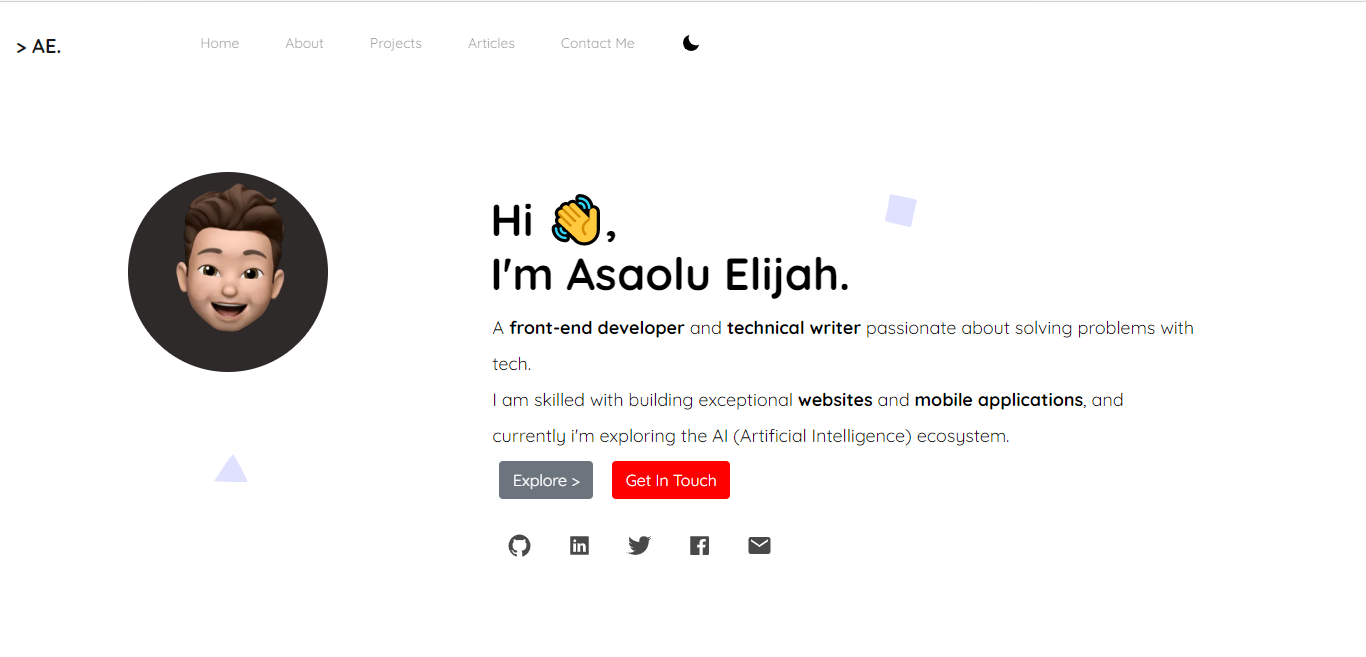 > AE.
Home About Projects Articles Contact Me
Hi 👋,
I'm Asaolu Elijah.
A front-end developer and technical writer passionate about solving problems with
tech.
I am skilled with building exceptional websites and mobile applications, and
currently i'm exploring the AI (Artificial Intelligence) ecosystem.
Explore > Get In Touch
in